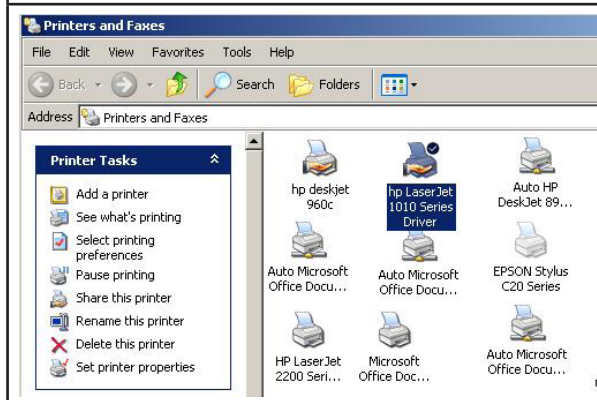 Printers and Faxes
File Edit View Favorites Tools Help
Back Search Folders
Address Printers and Faxes
Printer Tasks
Add a printer
See what's printing
Select printing
preferences
Pause printing
Share this printer
Rename this printer
Delete this printer
Set printer properties
hp deskjet
960c
hp LaserJet
1010 Series
Driver
Auto HP
DeskJet 89...
Auto Microsoft
Office Docu...
Auto Microsoft
Office Docu...
EPSON Stylus
C20 Series
HP LaserJet
2200 Seri...
Microsoft
Office Doc...
Auto Microsoft
Office Docu...